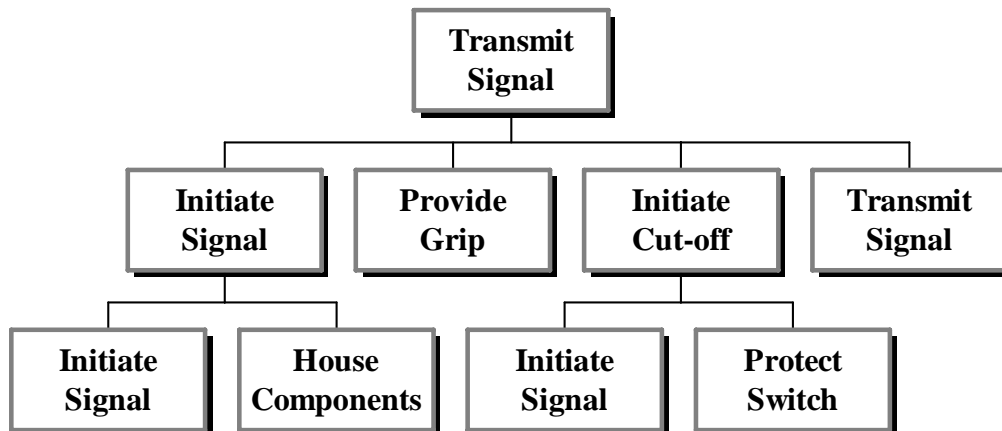 Transmit
Signal
Initiate
Signal
Provide
Grip
Initiate
Cut-off
Transmit
Signal
Initiate
Signal
House
Components
Initiate
Signal
Protect
Switch